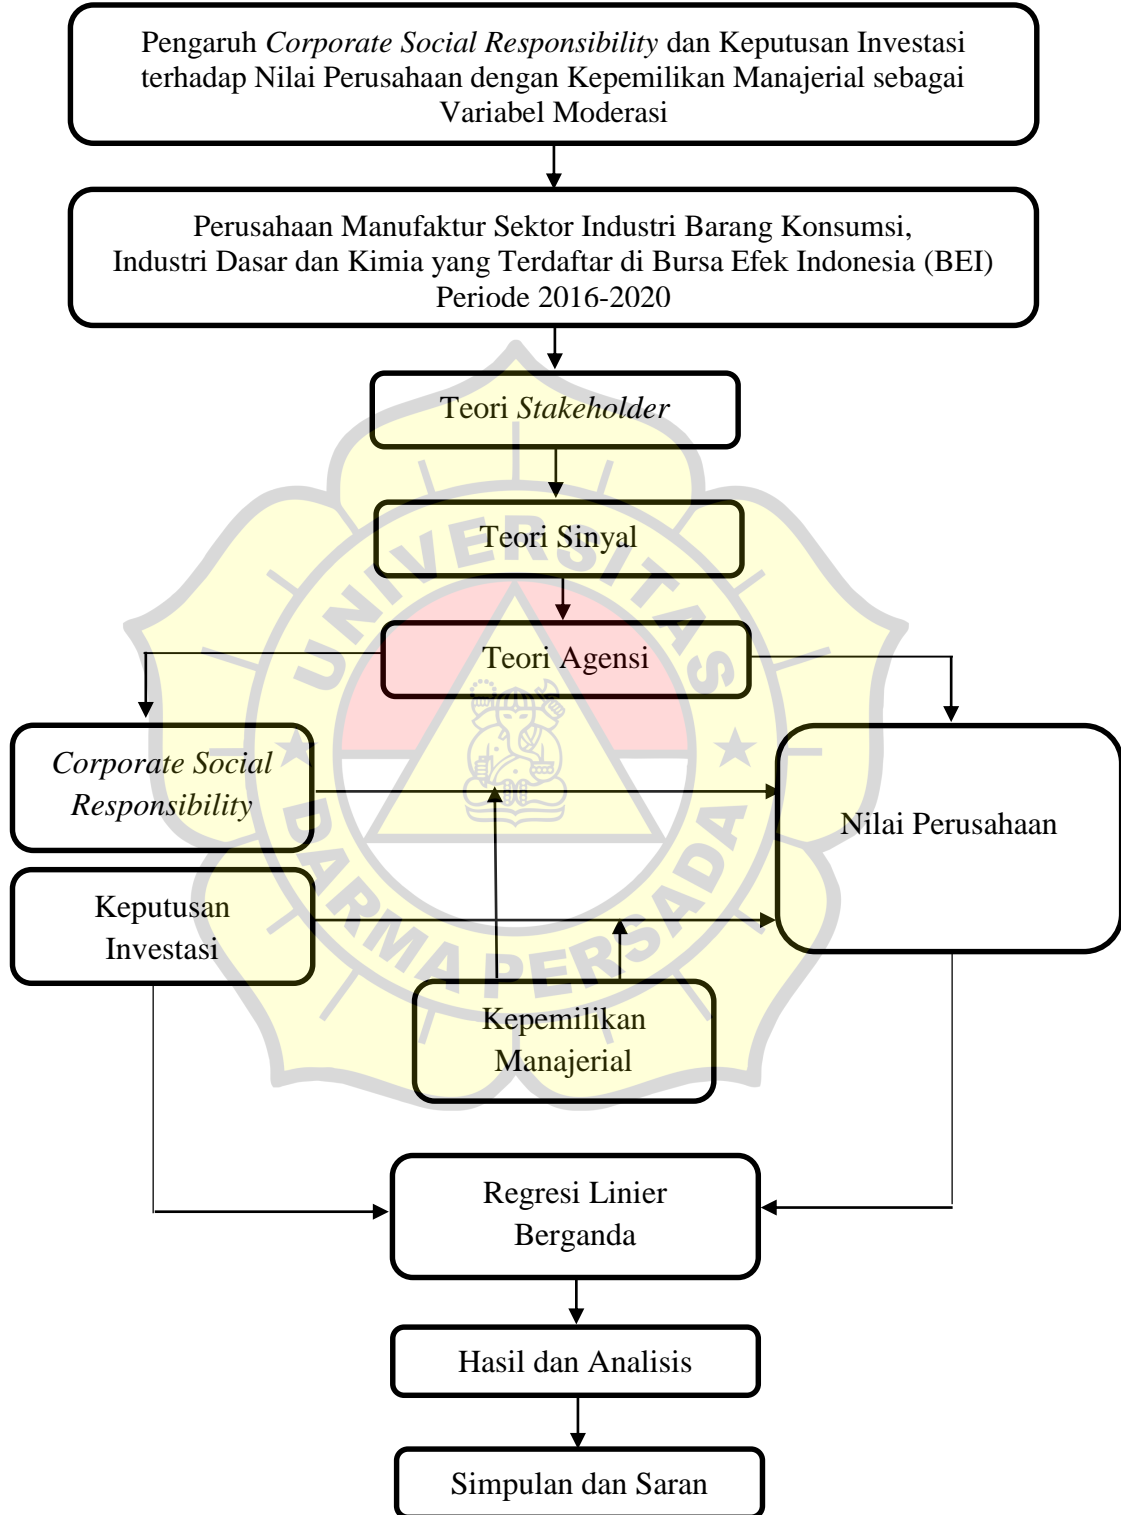 Pengaruh Corporate Social Responsibility dan Keputusan Investasi
terhadap Nilai Perusahaan dengan Kepemilikan Manajerial sebagai
Variabel Moderasi
Perusahaan Manufaktur Sektor Industri Barang Konsumsi,
Industri Dasar dan Kimia yang Terdaftar di Bursa Efek Indonesia (BEI)
Periode 2016-2020
Teori Stakeholder
Teori Sinyal
Teori Agensi
Corporate Social
Responsibility
Nilai Perusahaan
Keputusan
Investasi
Kepemilikan
Manajerial
Regresi Linier
Berganda
Hasil dan Analisis
Simpulan dan Saran
UNIVERSITAS
DARMA PERSADA